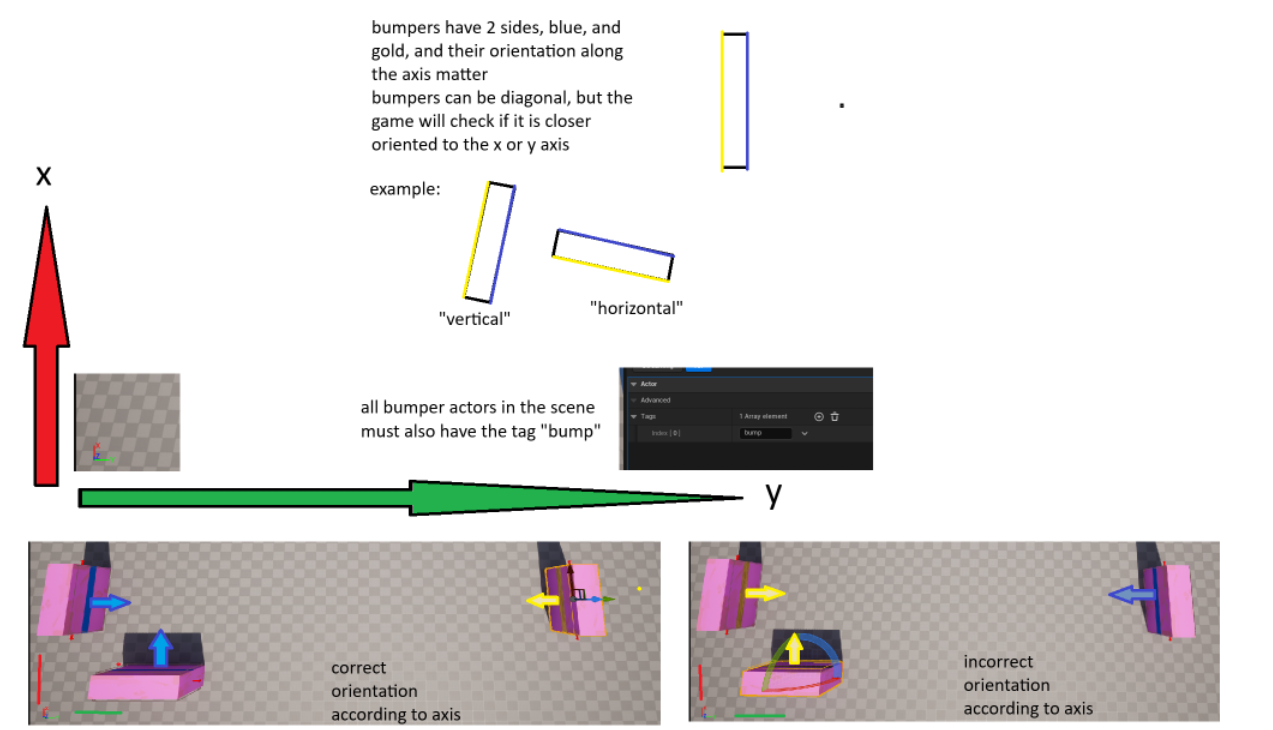 bumpers have 2 sides, blue, and
gold, and their orientation along
the axis matter
bumpers can be diagonal, but the
game will check if it is closer
oriented to the x or y axis
x
example:
"vertical"
"horizontal"
all bumper actors in the scene
must also have the tag "bump"
Actor
Advanced
Tags 1 Array element
Index [ 0 ] bump
y
correct
orientation
according to axis
incorrect
orientation
according to axis